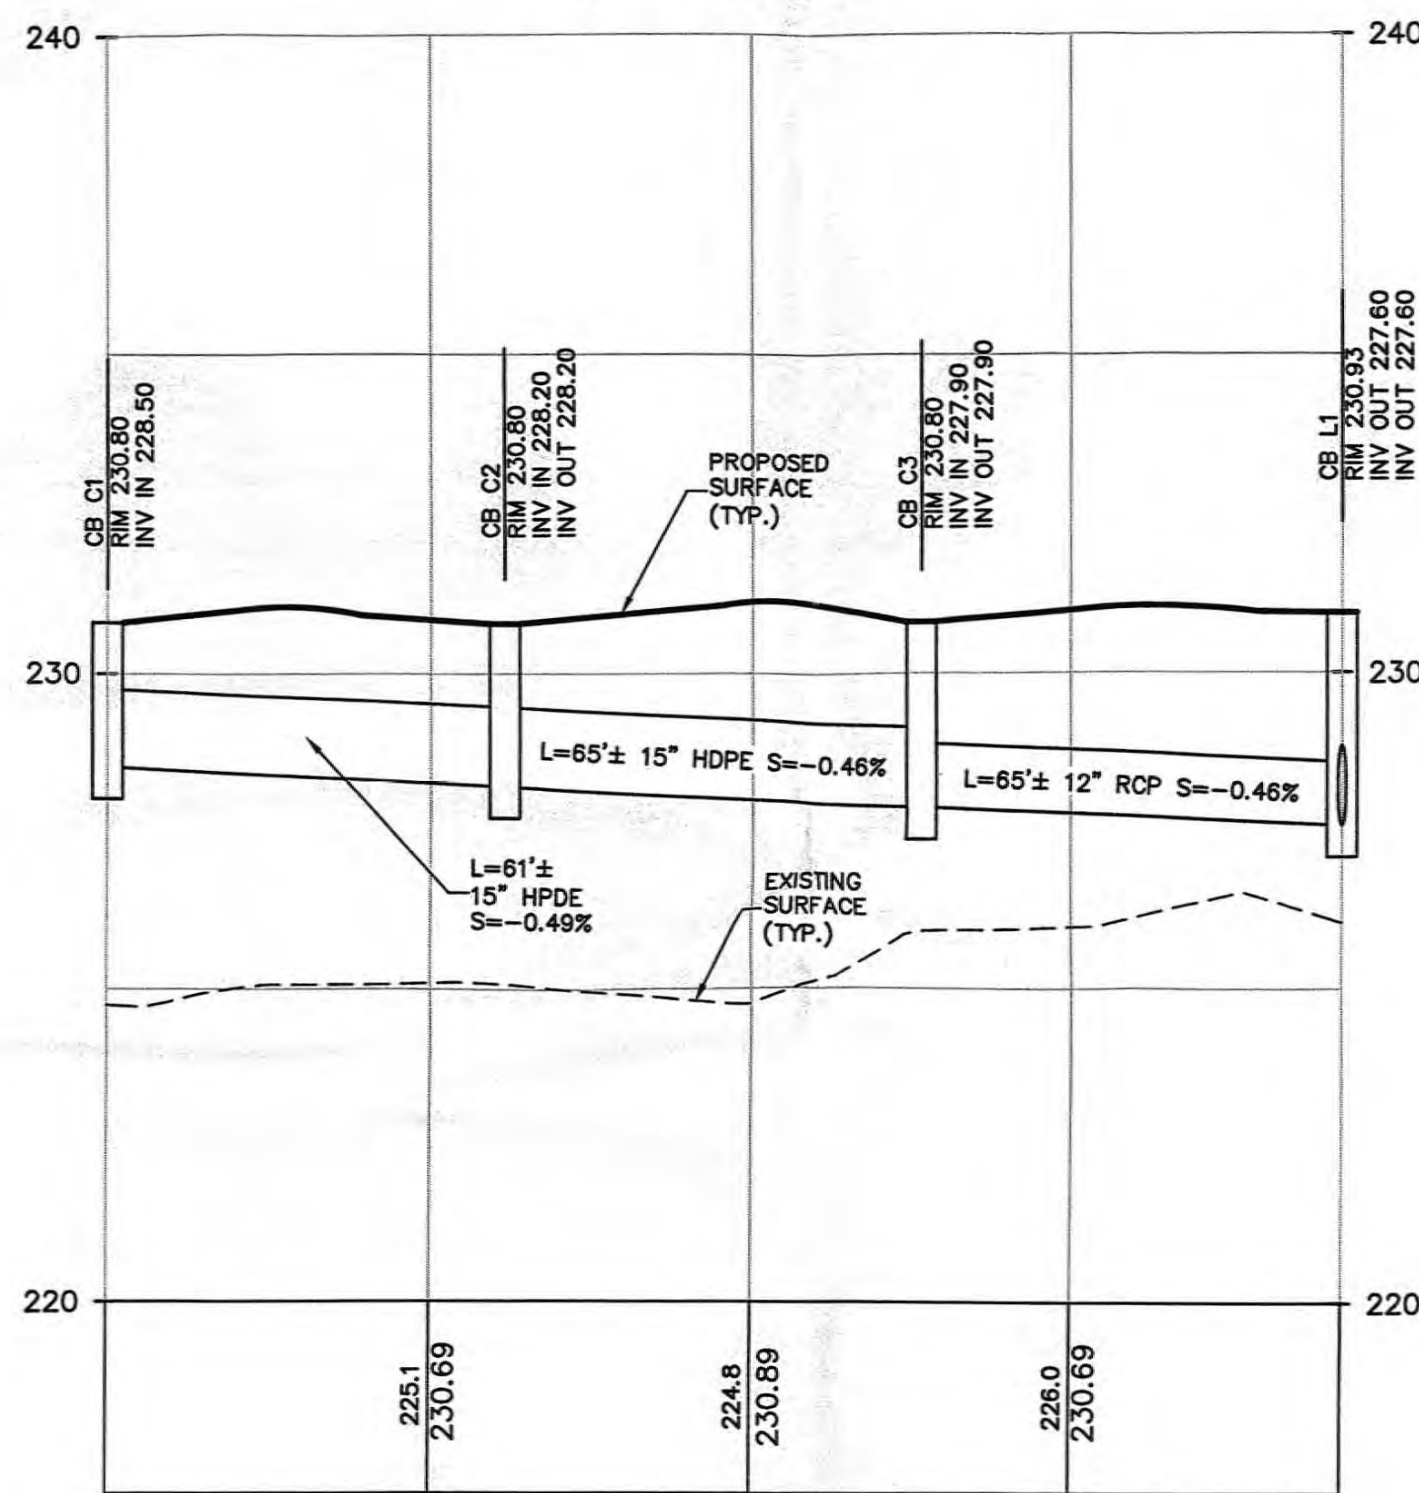 240
240
CB C1
RIM 230.80
INV IN 228.50
CB C2
RIM 230.80
INV IN 228.20
INV OUT 228.20
PROPOSED
SURFACE
(TYP.)
CB C3
RIM 230.80
INV IN 227.90
INV OUT 227.90
CB L1
RIM 230.93
INV OUT 227.60
INV OUT 227.60
230
230
L=65'± 15" HDPE S=-0.46%
L=65'± 12" RCP S=-0.46%
L=61'±
15" HPDE
S=-0.49%
EXISTING
SURFACE
(TYP.)
220
220
225.1
230.69
224.8
230.89
226.0
230.69